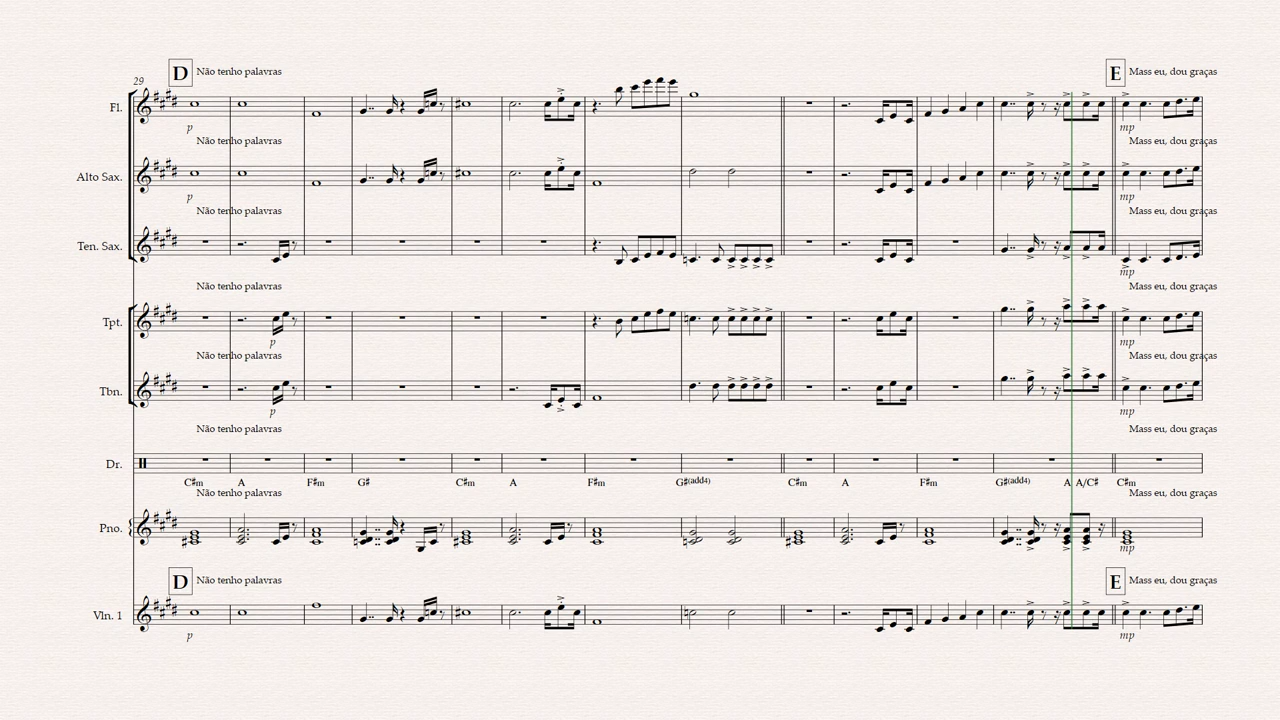 D Não tenho palavras E Mass eu, dou graças
29
Fl.
p mp
Não tenho palavras Mass eu, dou graças
Alto Sax.
p mp
Não tenho palavras Mass eu, dou graças
Ten. Sax.
mp
Não tenho palavras Mass eu, dou graças
Tpt.
p mp
Não tenho palavras Mass eu, dou graças
Tbn.
p mp
Não tenho palavras Mass eu, dou graças
Dr.
C♯m A F♯m G♯ C♯m A F♯m G♯(add4) C♯m A F♯m G♯(add4) A A/C♯ C♯m
Não tenho palavras Mass eu, dou graças
Pno.
mp
D Não tenho palavras E Mass eu, dou graças
Vln. 1
p mp